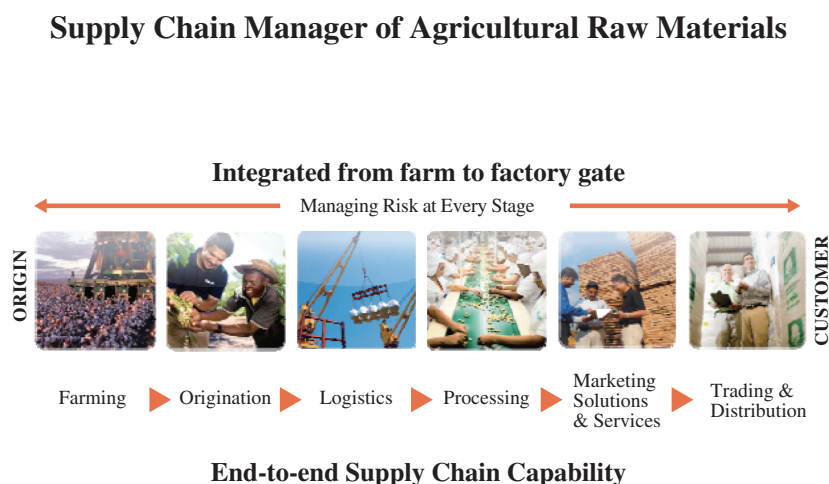 Supply Chain Manager of Agricultural Raw Materials
Integrated from farm to factory gate
Managing Risk at Every Stage
ORIGIN
CUSTOMER
Farming
Origination
Logistics
Processing
Marketing
Solutions
& Services
Trading &
Distribution
End-to-end Supply Chain Capability